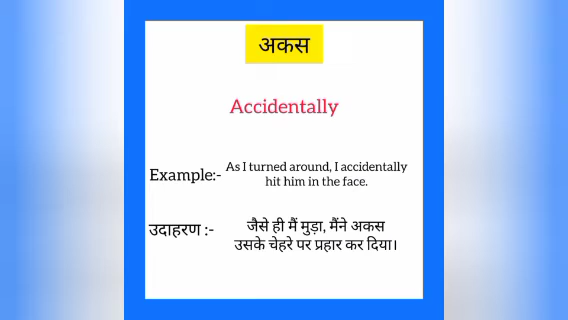 अकस
Accidentally
Example:- As I turned around, I accidentally
hit him in the face.
उदाहरण :- जैसे ही मैं मुड़ा, मैंने अकस
उसके चेहरे पर प्रहार कर दिया।